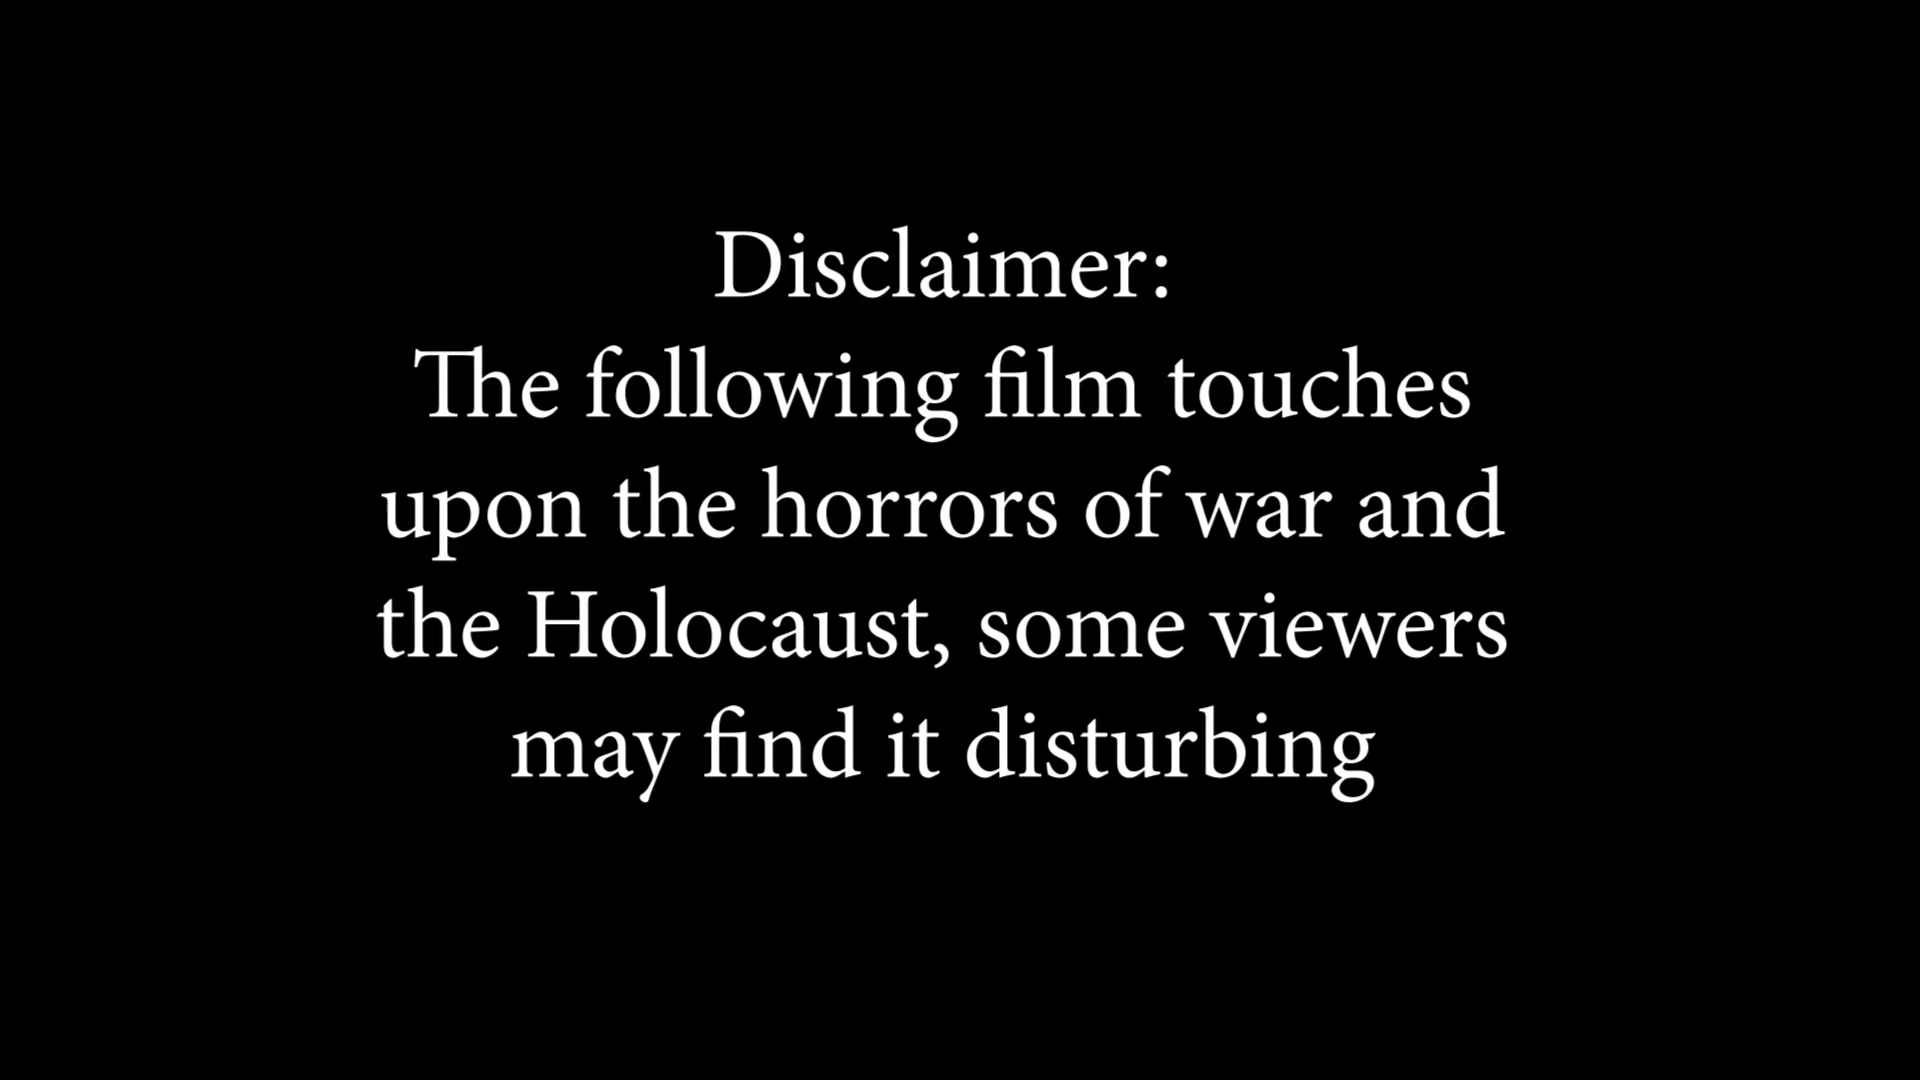 Disclaimer:
The following film touches
upon the horrors of war and
the Holocaust, some viewers
may find it disturbing